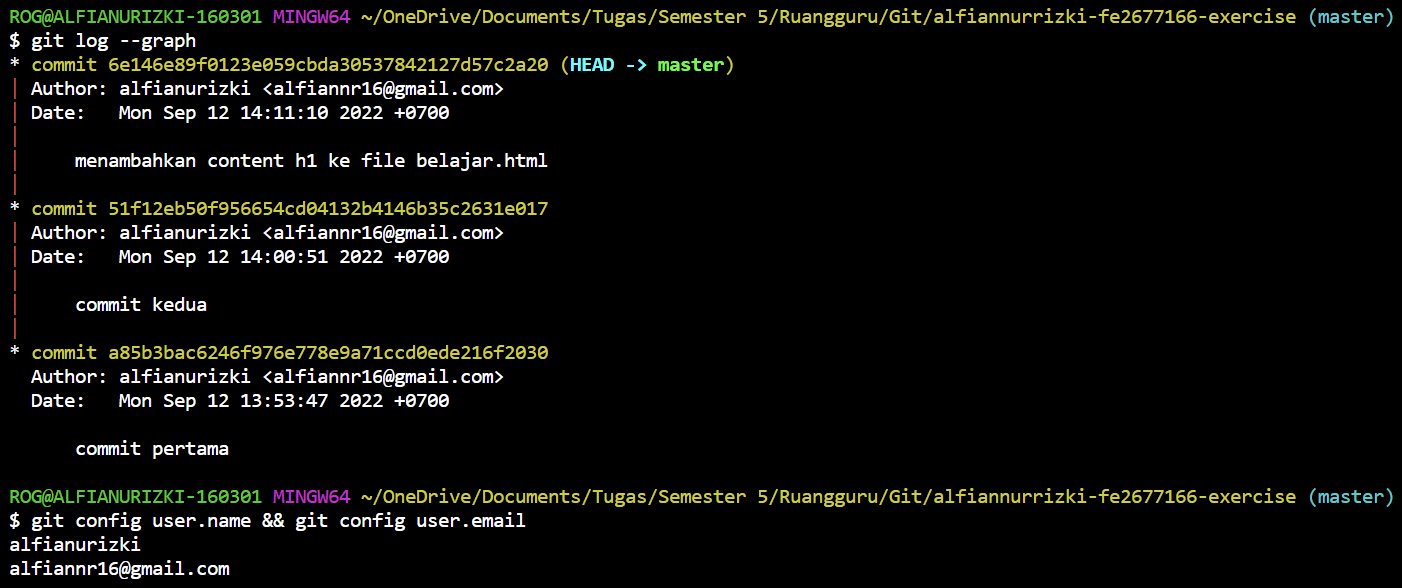 ROG@ALFIANURIZKI-160301 MINGW64 ~/OneDrive/Documents/Tugas/Semester 5/Ruangguru/Git/alfiannurrizki-fe2677166-exercise (master)
$ git log --graph
* commit 6e146e89f0123e059cbda30537842127d57c2a20 (HEAD -> master)
| Author: alfianurizki <alfiannr16@gmail.com>
| Date:   Mon Sep 12 14:11:10 2022 +0700
|
|     menambahkan content h1 ke file belajar.html
|
* commit 51f12eb50f956654cd04132b4146b35c2631e017
| Author: alfianurizki <alfiannr16@gmail.com>
| Date:   Mon Sep 12 14:00:51 2022 +0700
|
|     commit kedua
|
* commit a85b3bac6246f976e778e9a71ccd0ede216f2030
  Author: alfianurizki <alfiannr16@gmail.com>
  Date:   Mon Sep 12 13:53:47 2022 +0700
      commit pertama
ROG@ALFIANURIZKI-160301 MINGW64 ~/OneDrive/Documents/Tugas/Semester 5/Ruangguru/Git/alfiannurrizki-fe2677166-exercise (master)
$ git config user.name && git config user.email
alfianurizki
alfiannr16@gmail.com